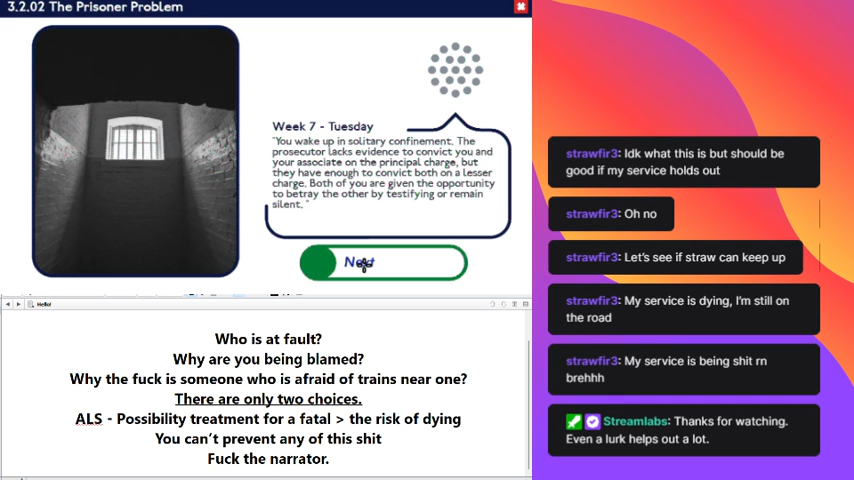 3.2.02 The Prisoner Problem
Week 7 - Tuesday
"You wake up in solitary confinement. The
prosecutor lacks evidence to convict you and
your associate on the principal charge, but
they have enough to convict both on a lesser
charge. Both of you are given the opportunity
to betray the other by testifying or remain
silent. "
Next
Hello!
Who is at fault?
Why are you being blamed?
Why the fuck is someone who is afraid of trains near one?
There are only two choices.
ALS - Possibility treatment for a fatal > the risk of dying
You can't prevent any of this shit
Fuck the narrator.
strawfir3: Idk what this is but should be
good if my service holds out
strawfir3: Oh no
strawfir3: Let's see if straw can keep up
strawfir3: My service is dying, I'm still on
the road
strawfir3: My service is being shit rn
brehhh
Streamlabs: Thanks for watching.
Even a lurk helps out a lot.